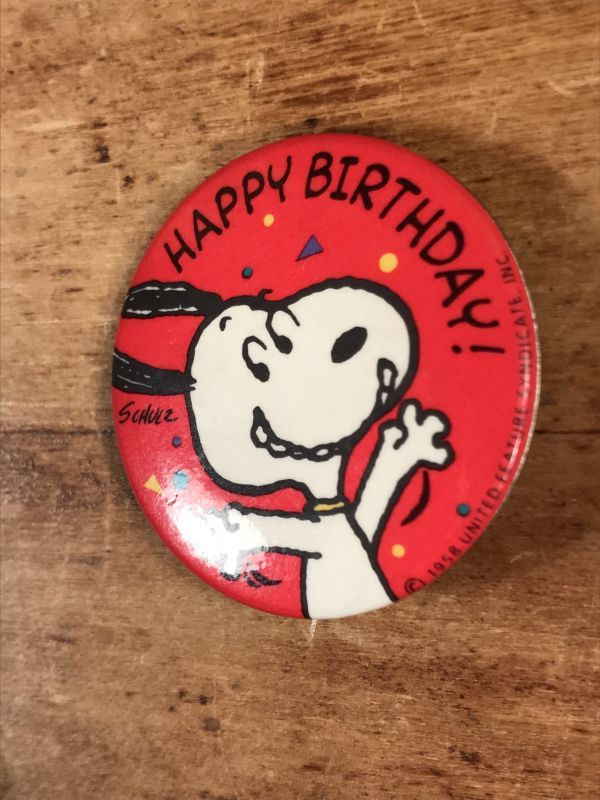 HAPPY BIRTHDAY!
SCHULZ
© 1958 UNITED FEATURE SYNDICATE, INC.